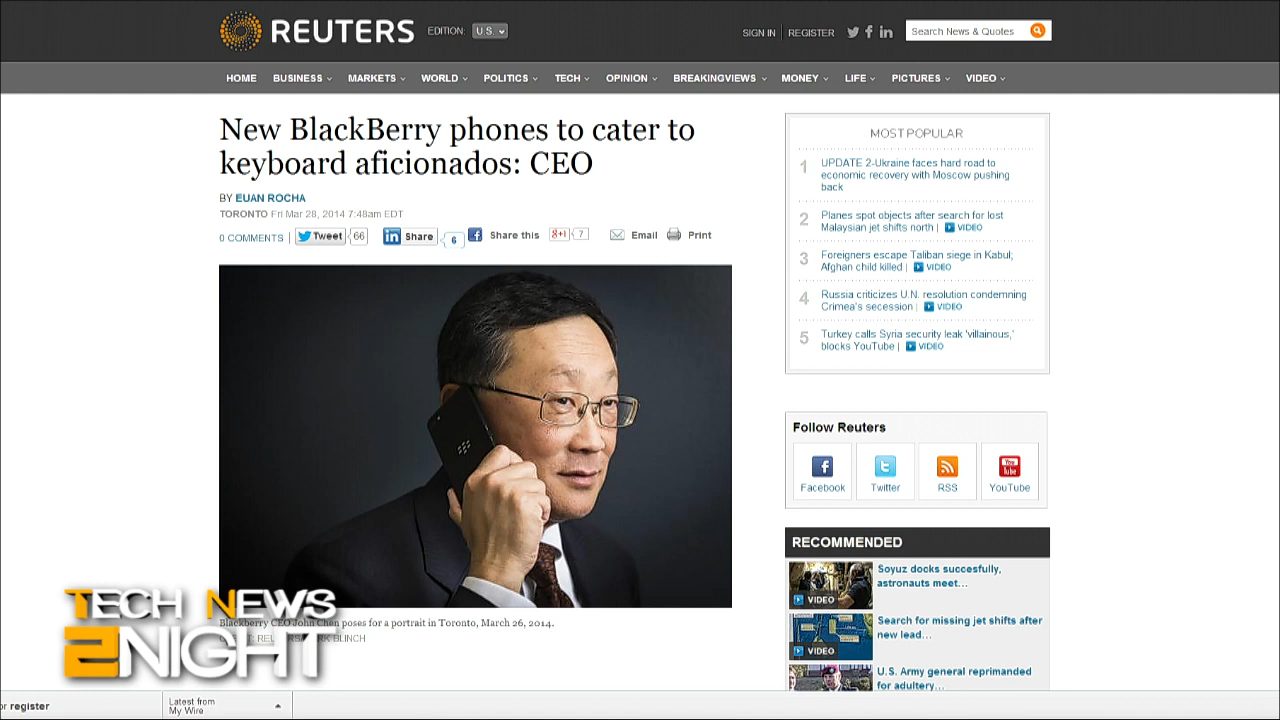 REUTERS
EDITION: U.S.
SIGN IN REGISTER
Search News & Quotes
HOME BUSINESS MARKETS WORLD POLITICS TECH OPINION BREAKINGVIEWS MONEY LIFE PICTURES VIDEO
New BlackBerry phones to cater to
keyboard aficionados: CEO
BY EUAN ROCHA
TORONTO Fri Mar 28, 2014 7:48am EDT
0 COMMENTS Tweet 66 in Share 6 f Share this 8+1 7 Email Print
Blackberry CEO John Chen poses for a portrait in Toronto, March 26, 2014.
BLINCH
MOST POPULAR
1 UPDATE 2-Ukraine faces hard road to
economic recovery with Moscow pushing
back
2 Planes spot objects after search for lost
Malaysian jet shifts north | VIDEO
3 Foreigners escape Taliban siege in Kabul;
Afghan child killed | VIDEO
4 Russia criticizes U.N. resolution condemning
Crimea's secession | VIDEO
5 Turkey calls Syria security leak 'villainous,'
blocks YouTube | VIDEO
Follow Reuters
Facebook Twitter RSS YouTube
RECOMMENDED
Soyuz docks succesfully,
astronauts meet...
VIDEO
Search for missing jet shifts after
new lead...
VIDEO
U.S. Army general reprimanded
for adultery...
TECH NEWS
2NIGHT
or register
Latest from
My Wire